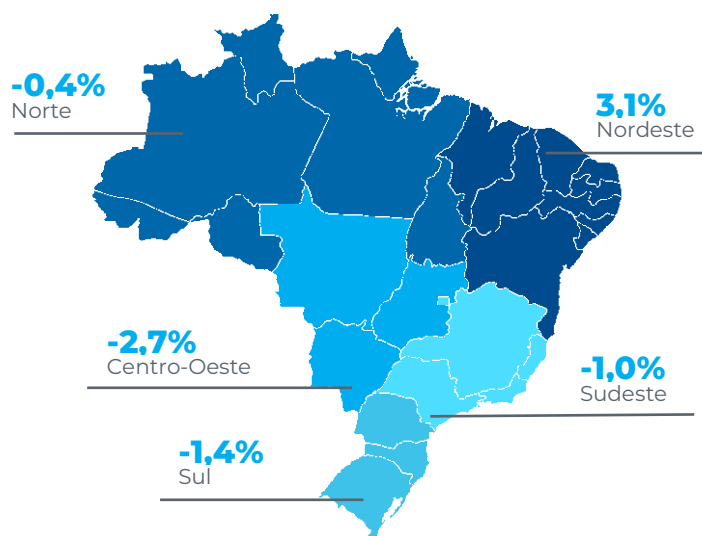 -0,4%
Norte
3,1%
Nordeste
-2,7%
Centro-Oeste
-1,0%
Sudeste
-1,4%
Sul